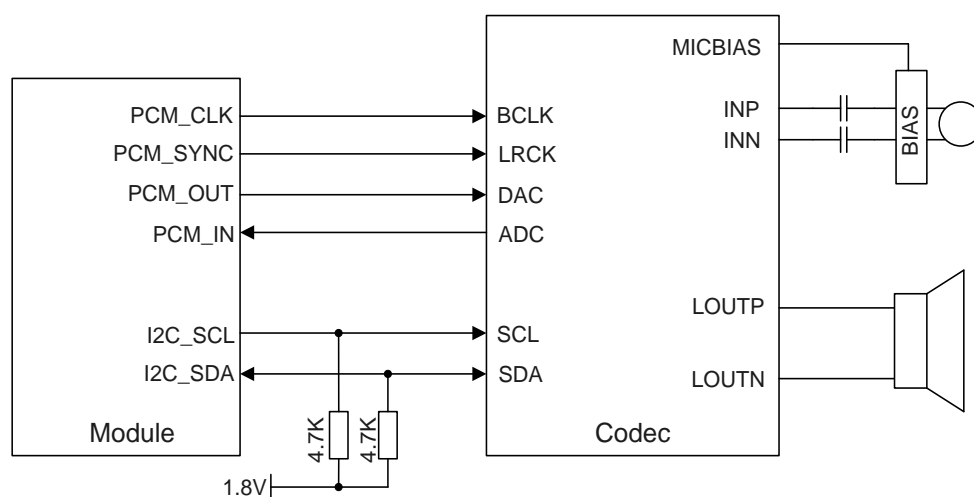 MICBIAS
PCM_CLK
BCLK
INP
PCM_SYNC
LRCK
INN
BIAS
PCM_OUT
DAC
PCM_IN
ADC
LOUTP
I2C_SCL
SCL
I2C_SDA
SDA
LOUTN
4.7K
4.7K
Module
Codec
1.8V